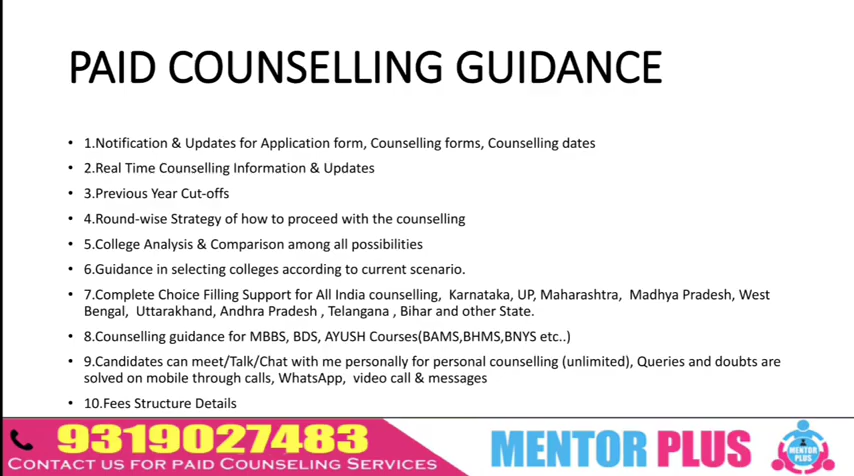 PAID COUNSELLING GUIDANCE
• 1.Notification & Updates for Application form, Counselling forms, Counselling dates
• 2.Real Time Counselling Information & Updates
• 3.Previous Year Cut-offs
• 4.Round-wise Strategy of how to proceed with the counselling
• 5.College Analysis & Comparison among all possibilities
• 6.Guidance in selecting colleges according to current scenario.
• 7.Complete Choice Filling Support for All India counselling, Karnataka, UP, Maharashtra, Madhya Pradesh, West
Bengal, Uttarakhand, Andhra Pradesh , Telangana , Bihar and other State.
• 8.Counselling guidance for MBBS, BDS, AYUSH Courses(BAMS,BHMS,BNYS etc..)
• 9.Candidates can meet/Talk/Chat with me personally for personal counselling (unlimited), Queries and doubts are
solved on mobile through calls, WhatsApp, video call & messages
• 10.Fees Structure Details
9319027483
Contact us for paid Counseling Services
MENTOR PLUS
MENTOR
PLUS